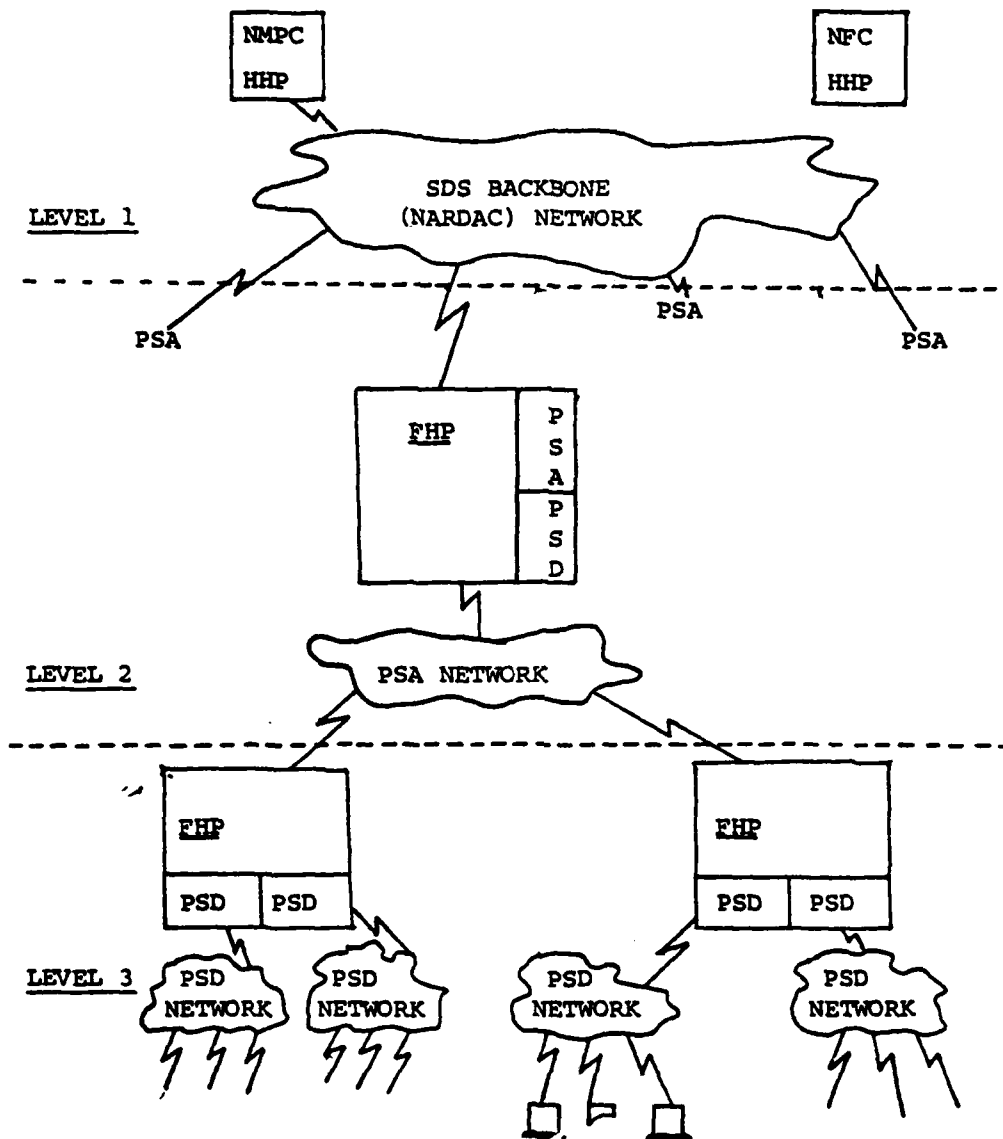 NMPC
HHP
NFC
HHP
SDS BACKBONE
(NARDAC) NETWORK
LEVEL 1
PSA
PSA
PSA
FHP
P
S
A
P
S
D
LEVEL 2
PSA NETWORK
FHP
PSD PSD
FHP
PSD PSD
LEVEL 3
PSD
NETWORK
PSD
NETWORK
PSD
NETWORK
PSD
NETWORK